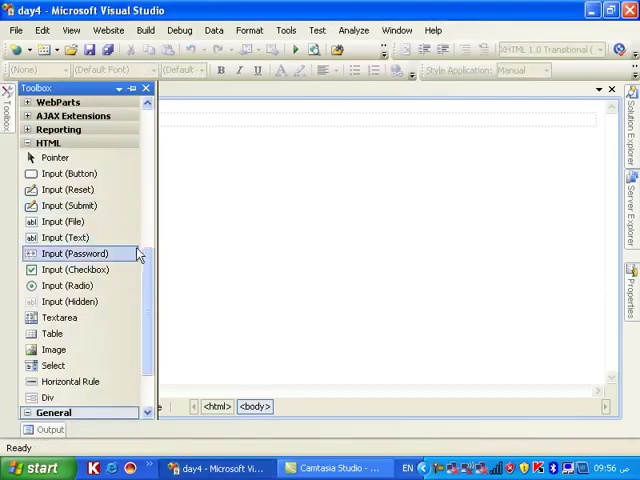 day4 - Microsoft Visual Studio
File Edit View Website Build Debug Data Format Tools Test Analyze Window Help
XHTML 1.0 Transitional (
(None) (Default Font) (Default B I U A Style Application: Manual
Toolbox
Toolbox
WebParts
AJAX Extensions
Reporting
HTML
Pointer
Input (Button)
Input (Reset)
Input (Submit)
Input (File)
Input (Text)
Input (Password)
Input (Checkbox)
Input (Radio)
Input (Hidden)
Textarea
Table
Image
Select
Horizontal Rule
Div
General
Solution Explorer
Server Explorer
Properties
<html> <body>
Output
Ready
start day4 - Microsoft Vi... Camtasia Studio - ... EN 09:56 ص